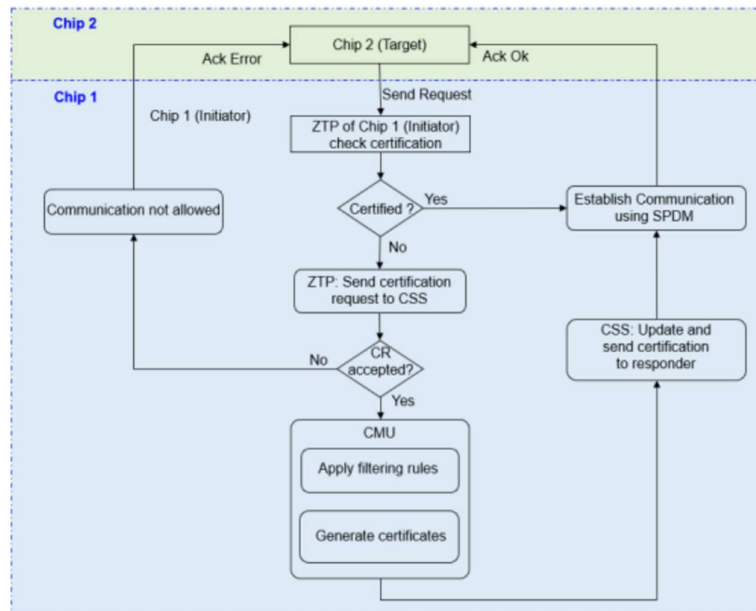 Chip 2
Chip 2 (Target)
Ack Error
Ack Ok
Chip 1
Send Request
Chip 1 (Initiator)
ZTP of Chip 1 (Initiator)
check certification
Communication not allowed
Certified ?
Yes
Establish Communication
using SPDM
No
ZTP: Send certification
request to CSS
CSS: Update and
send certification
to responder
No
CR
accepted?
Yes
CMU
Apply filtering rules
Generate certificates